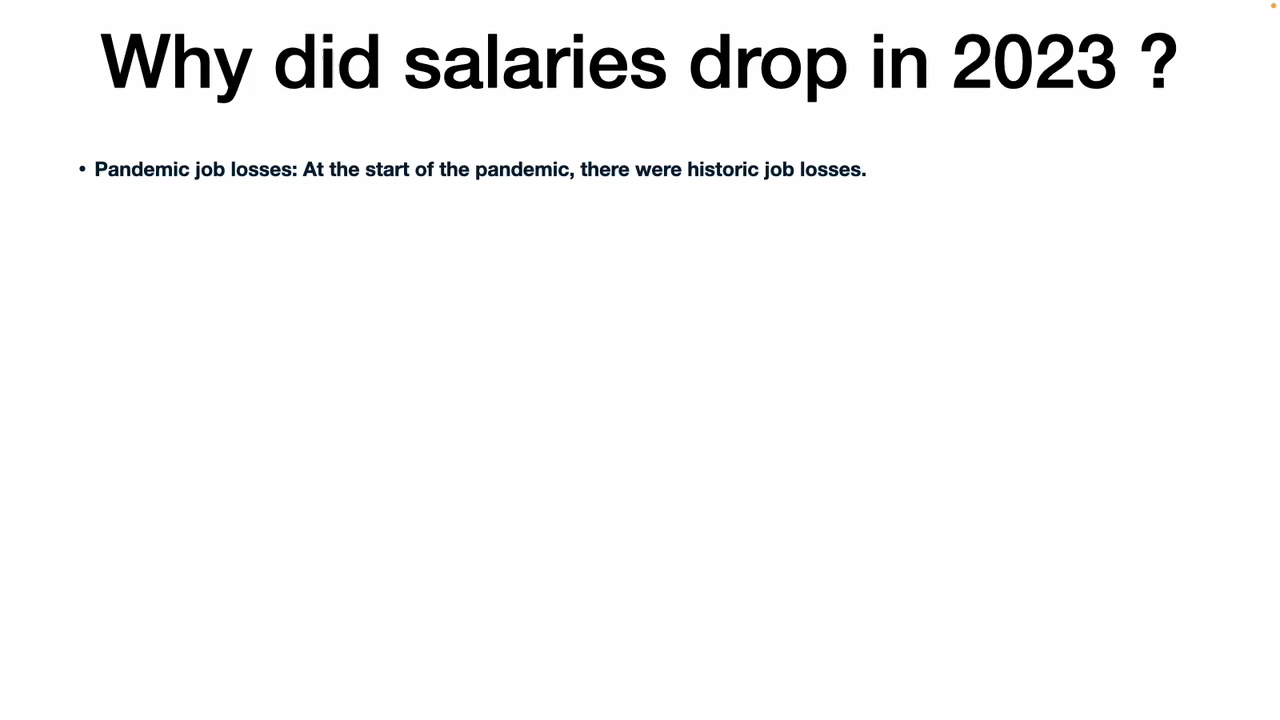 Why did salaries drop in 2023 ?
• Pandemic job losses: At the start of the pandemic, there were historic job losses.